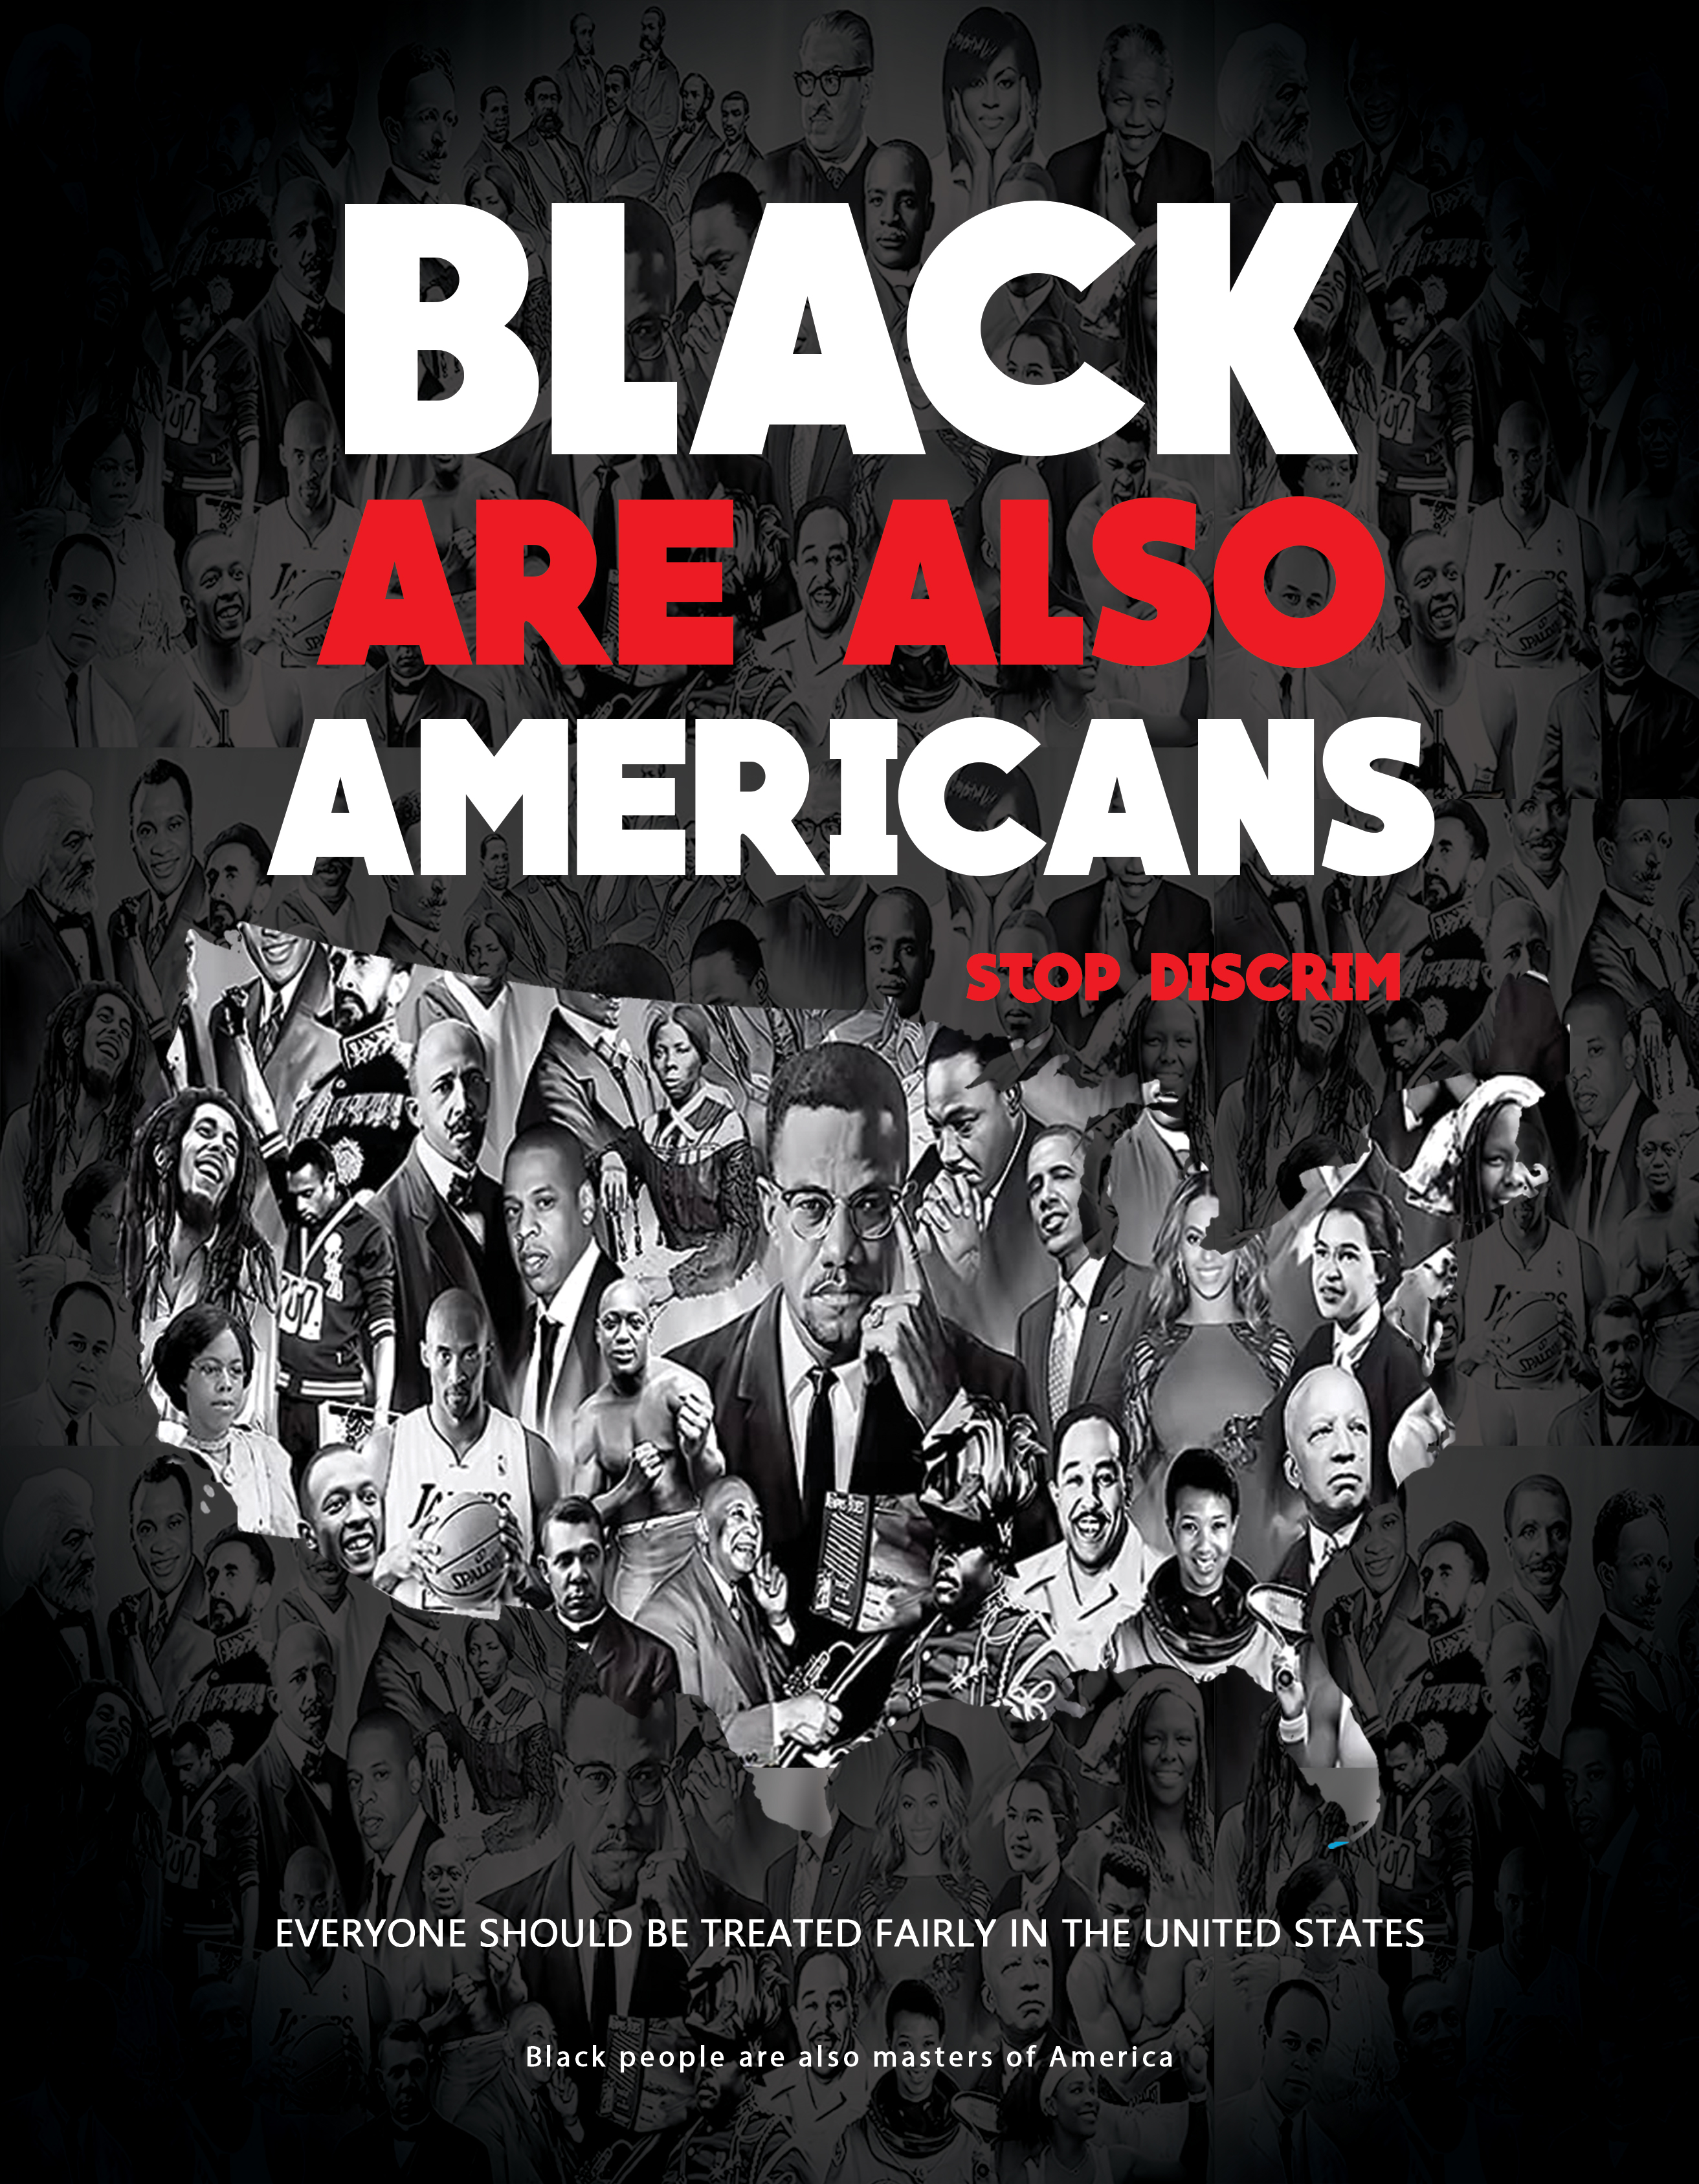 BLACK
ARE ALSO
AMERICANS
STOP DISCRIM
EVERYONE SHOULD BE TREATED FAIRLY IN THE UNITED STATES
Black people are also masters of America